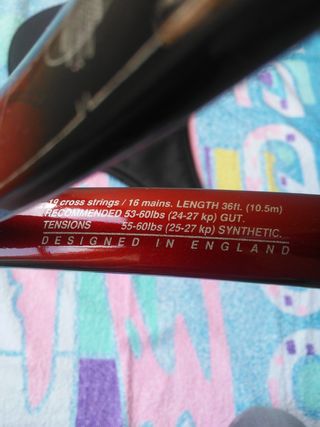 19 cross strings / 16 mains. LENGTH 36ft. (10.5m)
RECOMMENDED 53-60lbs (24-27 kp) GUT.
TENSIONS 55-60lbs (25-27 kp) SYNTHETIC.
DESIGNED IN ENGLAND